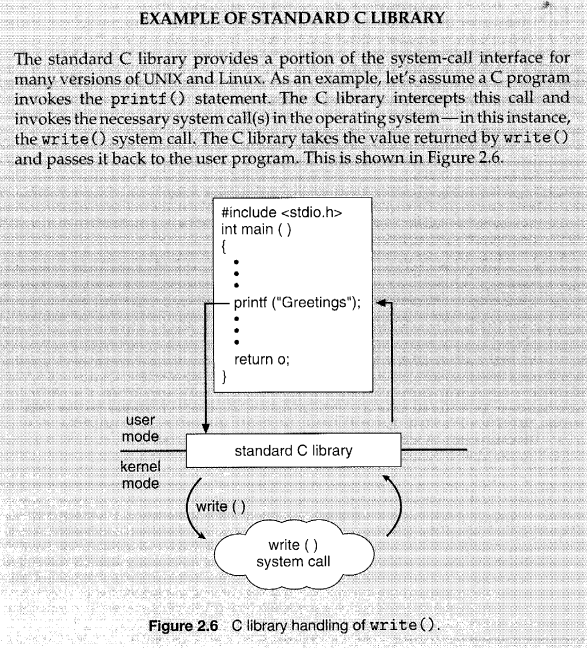 EXAMPLE OF STANDARD C LIBRARY
The standard C library provides a portion of the system-call interface for
many versions of UNIX and Linux. As an example, let's assume a C program
invokes the printf() statement. The C library intercepts this call and
invokes the necessary system call(s) in the operating system—in this instance,
the write() system call. The C library takes the value returned by write()
and passes it back to the user program. This is shown in Figure 2.6.
#include <stdio.h>
int main ( )
{
•
•
•
printf ("Greetings");
•
•
•
return o;
}
user
mode
standard C library
kernel
mode
write ( )
write ( )
system call
Figure 2.6 C library handling of write().